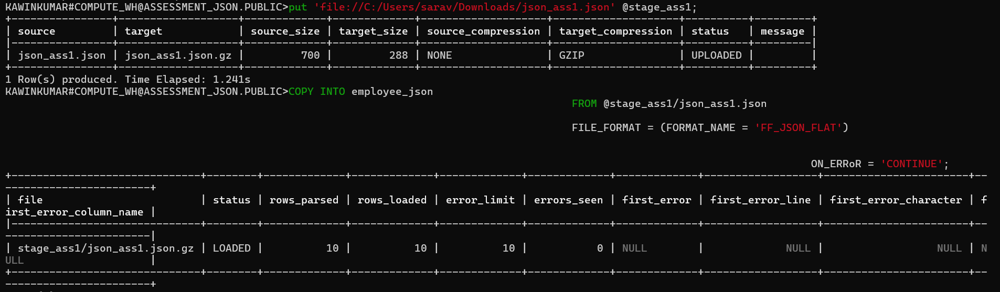 KAWINKUMAR#COMPUTE_WH@ASSESSMENT_JSON.PUBLIC>put 'file://C:/Users/sarav/Downloads/json_ass1.json' @stage_ass1;
+----------------+-------------------+-------------+-------------+--------------------+--------------------+----------+---------+
| source         | target            | source_size | target_size | source_compression | target_compression | status   | message |
|----------------+-------------------+-------------+-------------+--------------------+--------------------+----------+---------|
| json_ass1.json | json_ass1.json.gz |         700 |         288 | NONE               | GZIP               | UPLOADED |         |
+----------------+-------------------+-------------+-------------+--------------------+--------------------+----------+---------+
1 Row(s) produced. Time Elapsed: 1.241s
KAWINKUMAR#COMPUTE_WH@ASSESSMENT_JSON.PUBLIC>COPY INTO employee_json
FROM @stage_ass1/json_ass1.json
FILE_FORMAT = (FORMAT_NAME = 'FF_JSON_FLAT')
ON_ERRoR = 'CONTINUE';
+------------------------------+--------+-------------+-------------+-------------+-------------+-------------+------------------+-----------------------+--
-----------------------+
| file                         | status | rows_parsed | rows_loaded | error_limit | errors_seen | first_error | first_error_line | first_error_character | f
irst_error_column_name |
|------------------------------+--------+-------------+-------------+-------------+-------------+-------------+------------------+-----------------------+--
-----------------------|
| stage_ass1/json_ass1.json.gz | LOADED |          10 |          10 |          10 |           0 | NULL        |             NULL |                  NULL | N
ULL                    |
+------------------------------+--------+-------------+-------------+-------------+-------------+-------------+------------------+-----------------------+--
-----------------------+